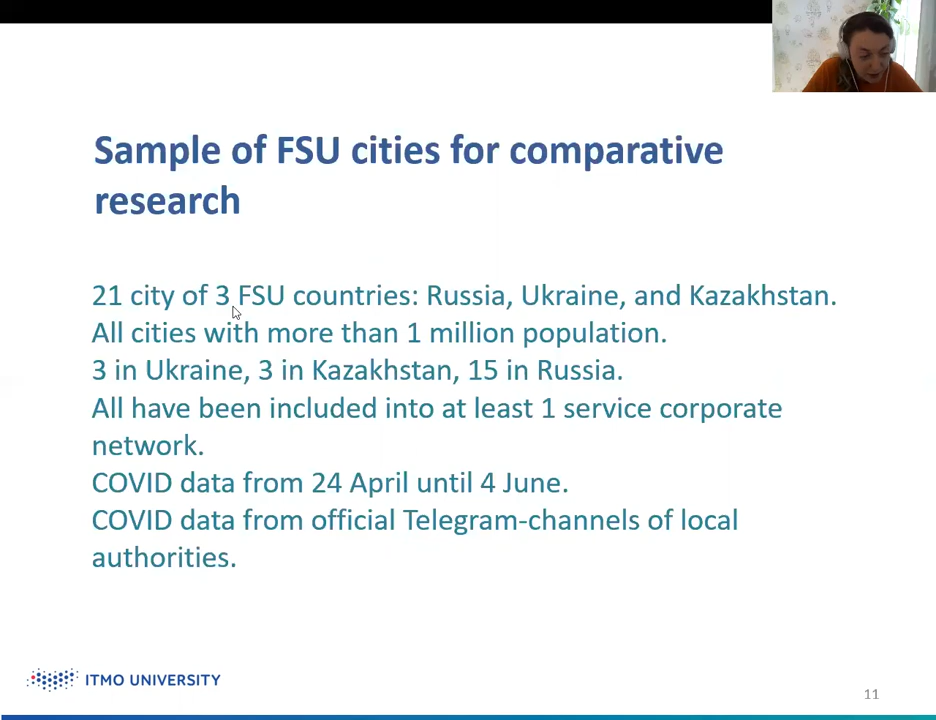 Sample of FSU cities for comparative
research
21 city of 3 FSU countries: Russia, Ukraine, and Kazakhstan.
All cities with more than 1 million population.
3 in Ukraine, 3 in Kazakhstan, 15 in Russia.
All have been included into at least 1 service corporate
network.
COVID data from 24 April until 4 June.
COVID data from official Telegram-channels of local
authorities.
ITMO UNIVERSITY
11